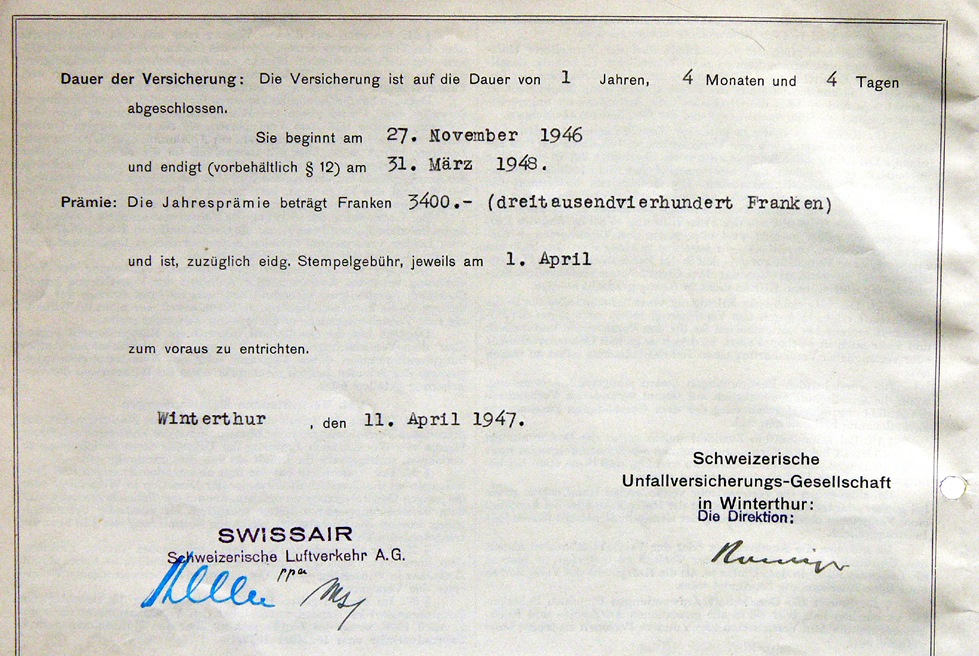 Dauer der Versicherung: Die Versicherung ist auf die Dauer von 1 Jahren, 4 Monaten und 4 Tagen
abgeschlossen.
Sie beginnt am 27. November 1946
und endigt (vorbehältlich § 12) am 31. März 1948.
Prämie: Die Jahresprämie beträgt Franken 3400.- (dreitausendvierhundert Franken)
und ist, zuzüglich eidg. Stempelgebühr, jeweils am 1. April
zum voraus zu entrichten.
Winterthur , den 11. April 1947.
Schweizerische
Unfallversicherungs-Gesellschaft
in Winterthur:
Die Direktion:
SWISSAIR
Schweizerische Luftverkehr A.G.
ppa